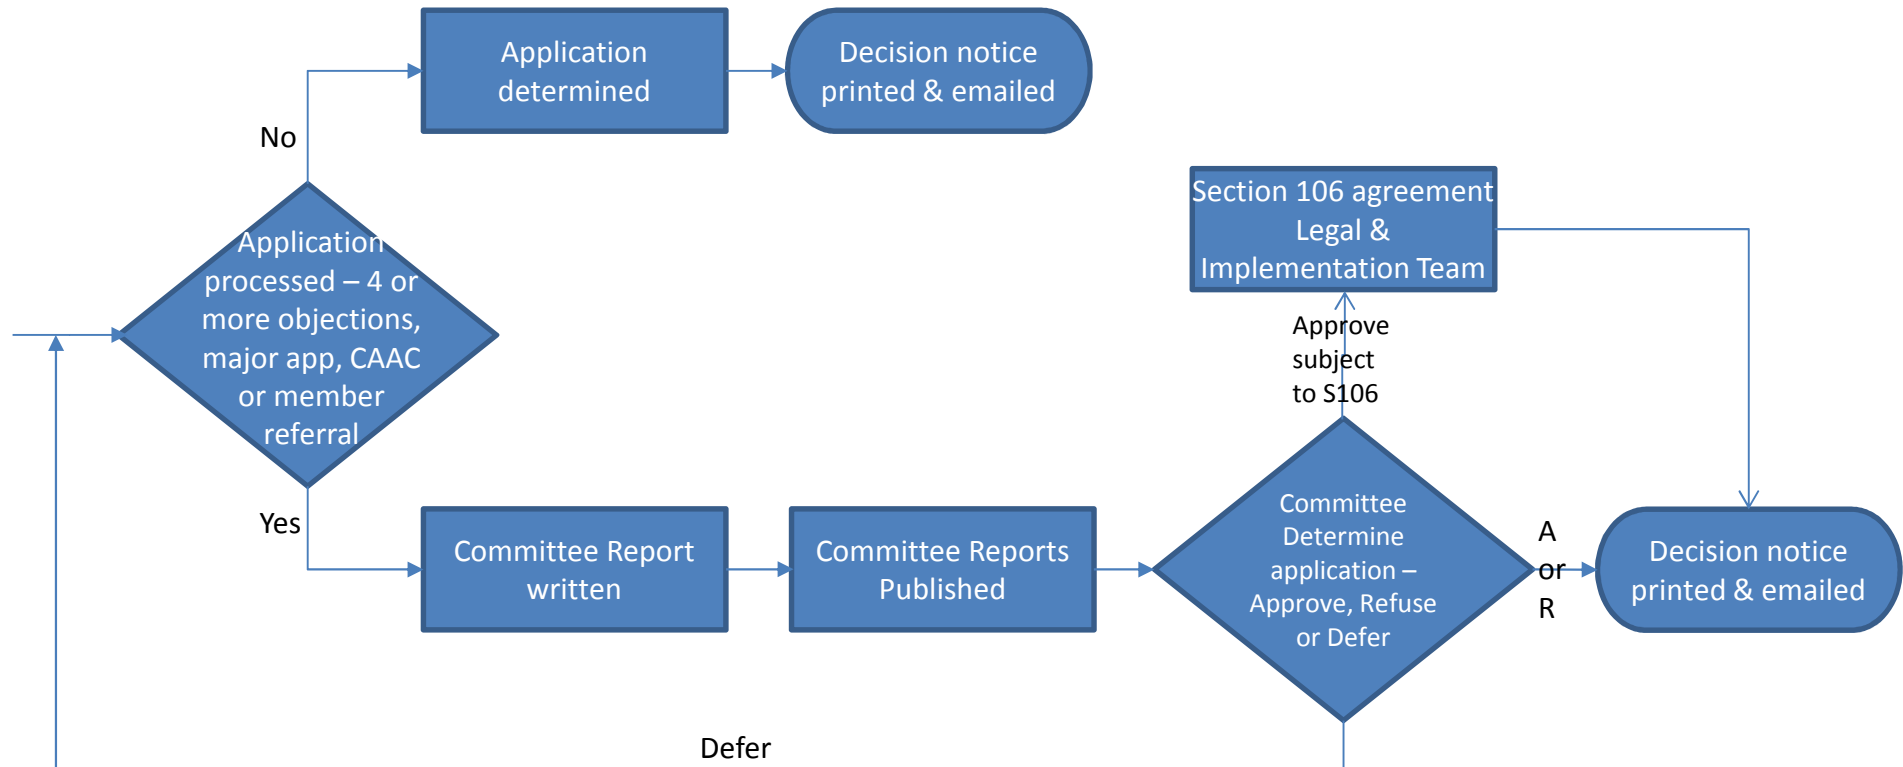 Application
determined
Decision notice
printed & emailed
No
Application
processed – 4 or
more objections,
major app, CAAC
or member
referral
Section 106 agreement
Legal &
Implementation Team
Approve
subject
to S106
Yes
Committee Report
written
Committee Reports
Published
Committee
Determine
application –
Approve, Refuse
or Defer
A
or
R
Decision notice
printed & emailed
Defer